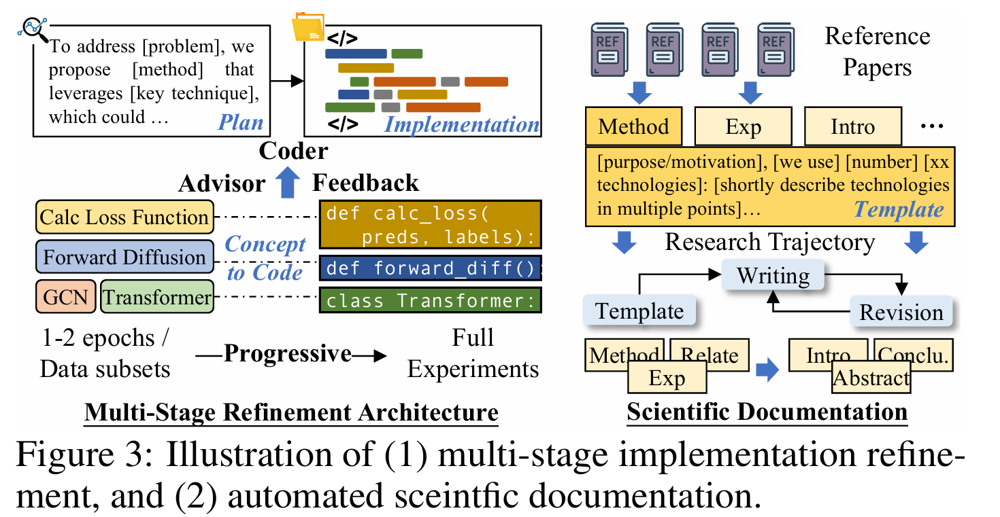 To address [problem], we
propose [method] that
leverages [key technique],
which could …
Plan
</>
</>
Implementation
Coder
Advisor Feedback
Calc Loss Function
Forward Diffusion
GCN Transformer
Concept
to Code
def calc_loss(
preds, labels):
def forward_diff():
class Transformer:
1-2 epochs /
Data subsets
Progressive
Full
Experiments
Multi-Stage Refinement Architecture
REF REF REF REF
Reference
Papers
Method Exp Intro …
[purpose/motivation], [we use] [number] [xx
technologies]: [shortly describe technologies
in multiple points]…
Template
Research Trajectory
Writing
Template
Revision
Method Relate
Exp
Intro Conclu.
Abstract
Scientific Documentation
Figure 3: Illustration of (1) multi-stage implementation refine-
ment, and (2) automated sceintfic documentation.